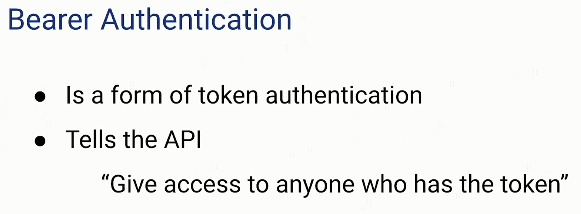 Bearer Authentication
● Is a form of token authentication
● Tells the API
“Give access to anyone who has the token”